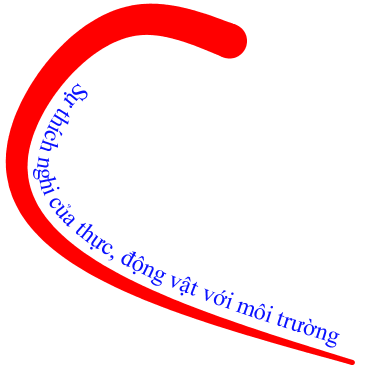 Sự thích nghi của thực, động vật với môi trường